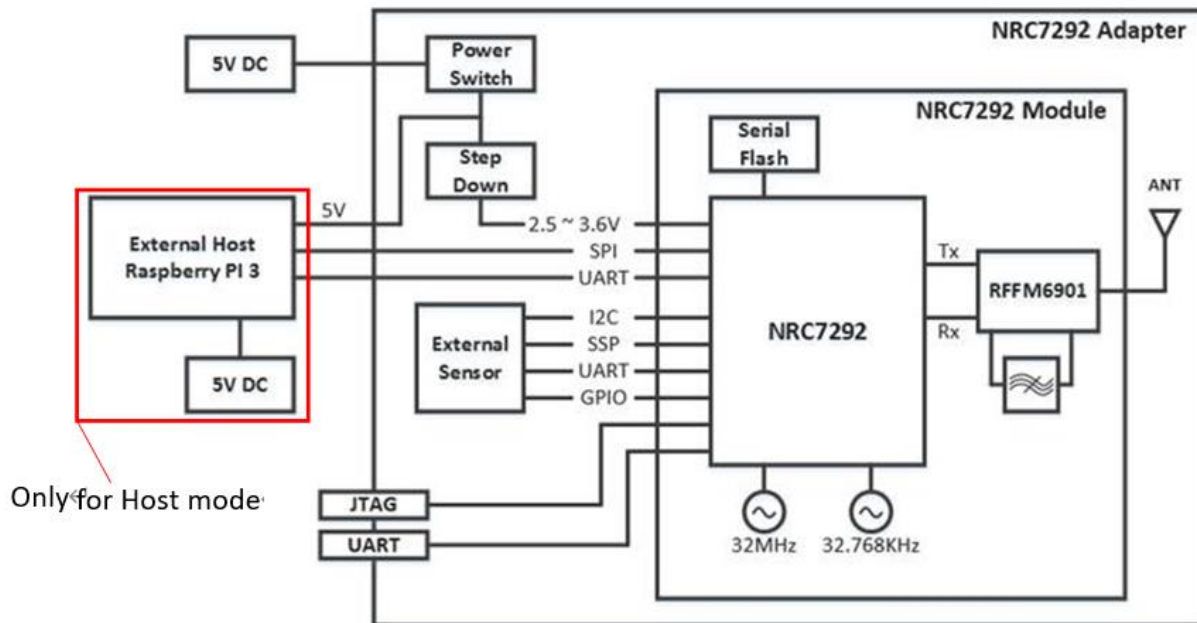 NRC7292 Adapter
5V DC
Power
Switch
NRC7292 Module
Serial
Flash
Step
Down
ANT
5V
2.5 ~ 3.6V
External Host
Raspberry PI 3
SPI
UART
Tx
RFFM6901
NRC7292
Rx
I2C
External
Sensor
SSP
UART
GPIO
5V DC
Only for Host mode
JTAG
UART
32MHz
32.768KHz